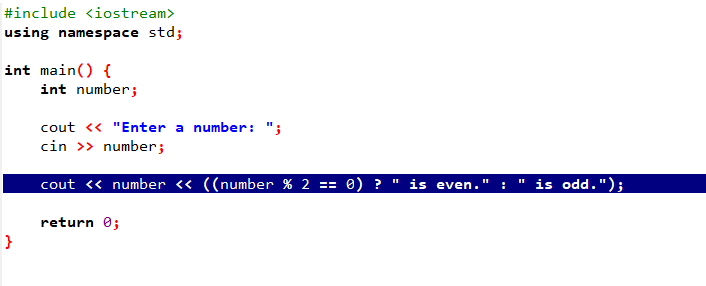 #include <iostream>
using namespace std;
int main() {
    int number;
    cout << "Enter a number: ";
    cin >> number;
    cout << number << ((number % 2 == 0) ? " is even." : " is odd.");
    return 0;
}